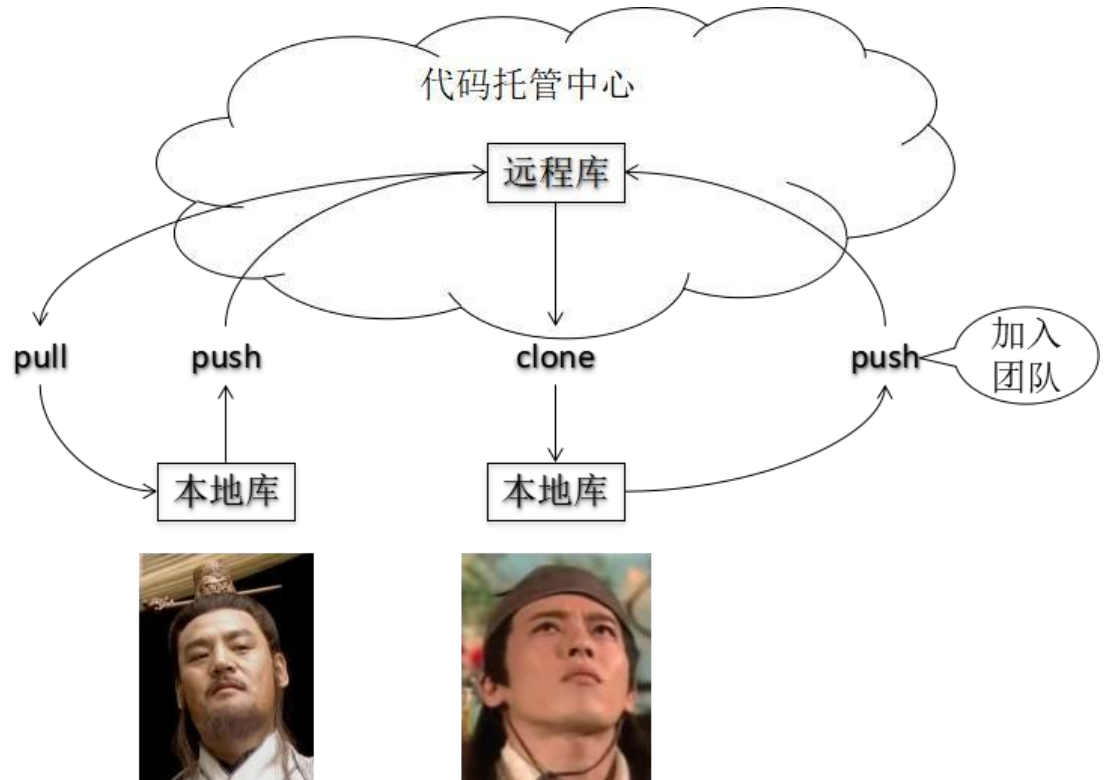 代码托管中心
远程库
pull
push
clone
push
加入
团队
本地库
本地库